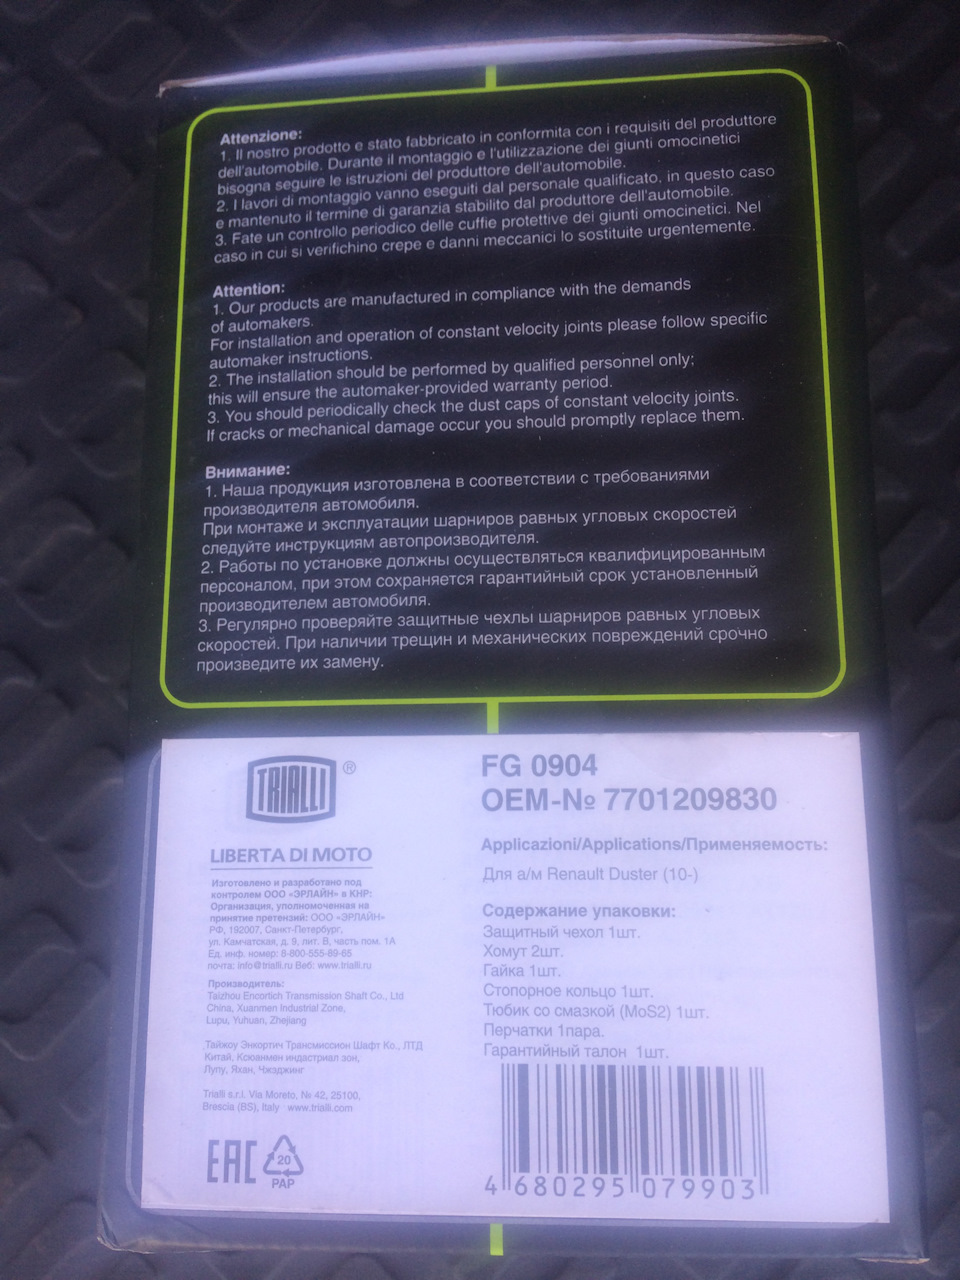 Attenzione:
1. Il nostro prodotto e stato fabbricato in conformita con i requisiti del produttore
dell'automobile. Durante il montaggio e l'utilizzazione dei giunti omocinetici
bisogna seguire le istruzioni del produttore dell'automobile.
2. I lavori di montaggio vanno eseguiti dal personale qualificato, in questo caso
e mantenuto il termine di garanzia stabilito dal produttore dell'automobile.
3. Fate un controllo periodico delle cuffie protettive dei giunti omocinetici. Nel
caso in cui si verifichino crepe e danni meccanici lo sostituite urgentemente.
Attention:
1. Our products are manufactured in compliance with the demands
of automakers.
For installation and operation of constant velocity joints please follow specific
automaker instructions.
2. The installation should be performed by qualified personnel only;
this will ensure the automaker-provided warranty period.
3. You should periodically check the dust caps of constant velocity joints.
If cracks or mechanical damage occur you should promptly replace them.
Внимание:
1. Наша продукция изготовлена в соответствии с требованиями
производителя автомобиля.
При монтаже и эксплуатации шарниров равных угловых скоростей
следуйте инструкциям автопроизводителя.
2. Работы по установке должны осуществляться квалифицированным
персоналом, при этом сохраняется гарантийный срок установленный
производителем автомобиля.
3. Регулярно проверяйте защитные чехлы шарниров равных угловых
скоростей. При наличии трещин и механических повреждений срочно
произведите их замену.
TRIALLI ®
LIBERTA DI MOTO
Изготовлено и разработано под
контролем ООО «ЭРЛАЙН» в КНР:
Организация, уполномоченная на
принятие претензий: ООО «ЭРЛАЙН»
РФ, 192007, Санкт-Петербург,
ул. Камчатская, д. 9, лит. В, часть пом. 1А
Ед. инф. номер: 8-800-555-89-65
почта: info@trialli.ru Веб: www.trialli.ru
Производитель:
Taizhou Encortich Transmission Shaft Co., Ltd
China, Xuanmen Industrial Zone,
Lupu, Yuhuan, Zhejiang
Тайжоу Энкортич Трансмиссион Шафт Ко., ЛТД
Китай, Ксюанмен индастриал зон,
Лупу, Яхан, Чжэджинг
Trialli s.r.l. Via Moreto, № 42, 25100,
Brescia (BS), Italy www.trialli.com
EAC
20
PAP
FG 0904
OEM-№ 7701209830
Applicazioni/Applications/Применяемость:
Для а/м Renault Duster (10-)
Содержание упаковки:
Защитный чехол 1шт.
Хомут 2шт.
Гайка 1шт.
Стопорное кольцо 1шт.
Тюбик со смазкой (MoS2) 1шт.
Перчатки 1пара.
Гарантийный талон 1шт.
4 680295 079903